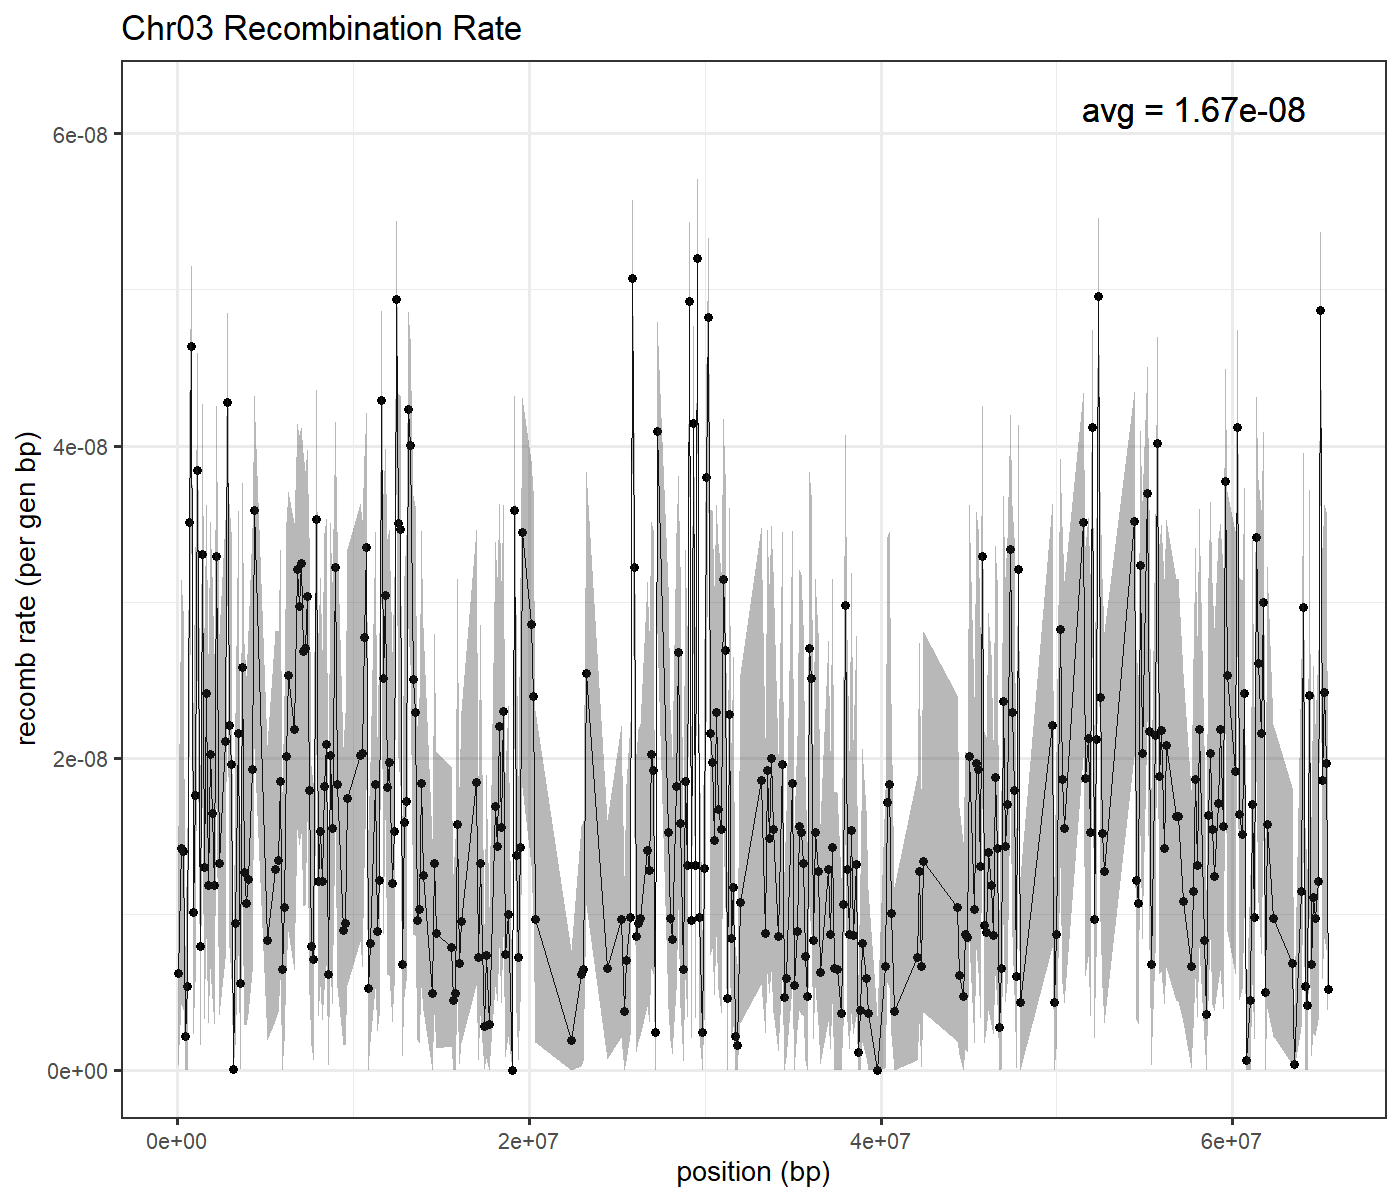 Chr03 Recombination Rate
avg = 1.67e-08
recomb rate (per gen bp)
6e-08
4e-08
2e-08
0e+00
0e+00 2e+07 4e+07 6e+07
position (bp)